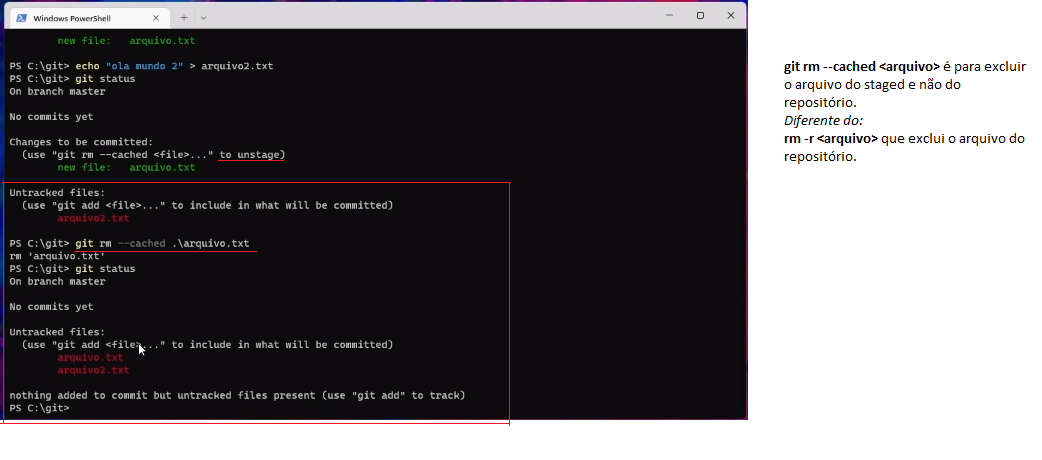 Windows PowerShell
new file:   arquivo.txt
PS C:\git> echo "ola mundo 2" > arquivo2.txt
PS C:\git> git status
On branch master
No commits yet
Changes to be committed:
(use "git rm --cached <file>..." to unstage)
new file:   arquivo.txt
Untracked files:
(use "git add <file>..." to include in what will be committed)
arquivo2.txt
PS C:\git> git rm --cached .\arquivo.txt
rm 'arquivo.txt'
PS C:\git> git status
On branch master
No commits yet
Untracked files:
(use "git add <file>..." to include in what will be committed)
arquivo.txt
arquivo2.txt
nothing added to commit but untracked files present (use "git add" to track)
PS C:\git>
git rm --cached <arquivo> é para excluir
o arquivo do staged e não do
repositório.
Diferente do:
rm -r <arquivo> que exclui o arquivo do
repositório.